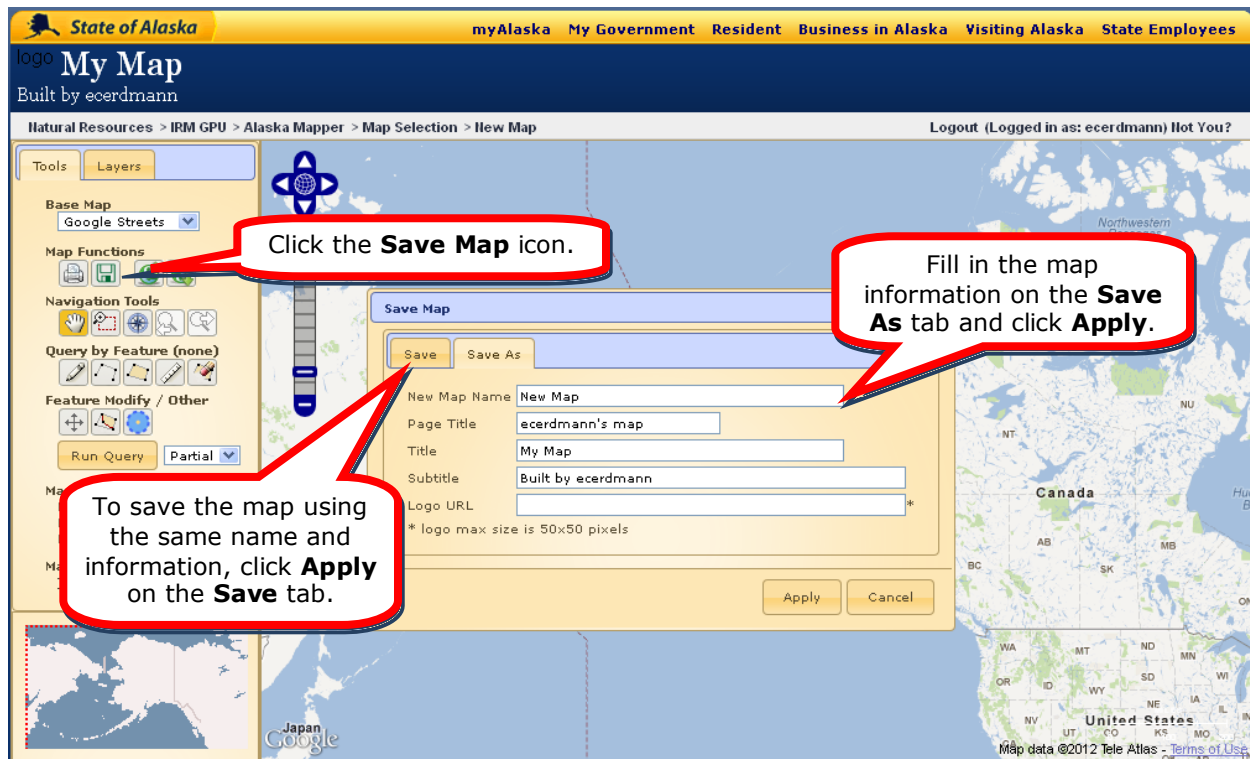 State of Alaska
myAlaska My Government Resident Business in Alaska Visiting Alaska State Employees
logo My Map
Built by ecerdmann
Natural Resources > IRM GPU > Alaska Mapper > Map Selection > New Map
Logout (Logged in as: ecerdmann) Not You?
Tools Layers
Base Map
Google Streets
Map Functions
Navigation Tools
Query by Feature (none)
Feature Modify / Other
Run Query Partial
Click the Save Map icon.
Fill in the map
information on the Save
As tab and click Apply.
Save Map
Save Save As
New Map Name New Map
Page Title ecerdmann's map
Title My Map
Subtitle Built by ecerdmann
Logo URL *
* logo max size is 50x50 pixels
Apply Cancel
To save the map using
the same name and
information, click Apply
on the Save tab.
Northwestern
NU
NT
Canada
AB
MB
BC
SK
WA
MT
ND
MN
OR
ID
SD
WI
WY
NE
IA
IL
NV
United States
UT
CO
KS
MO
Japan
Google
Map data ©2012 Tele Atlas - Terms of Use